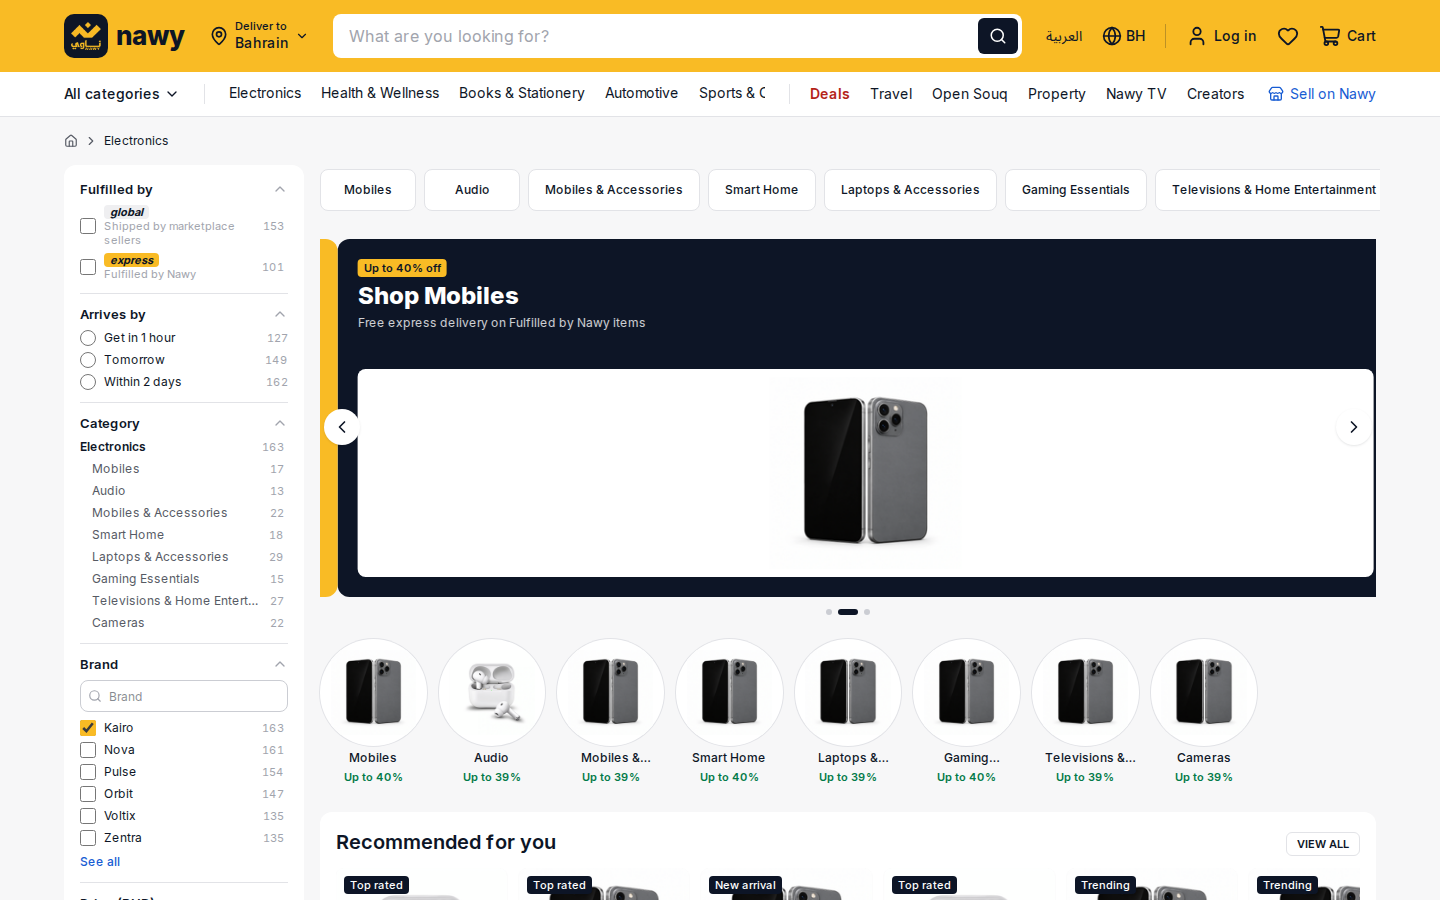 نـاوي
NAWY
nawy
Deliver to
Bahrain
What are you looking for?
العربية
BH
Log in
Cart
All categories
Electronics
Health & Wellness
Books & Stationery
Automotive
Sports &
Deals
Travel
Open Souq
Property
Nawy TV
Creators
Sell on Nawy
Electronics
Fulfilled by
global
Shipped by marketplace
sellers
153
express
Fulfilled by Nawy
101
Arrives by
Get in 1 hour
127
Tomorrow
149
Within 2 days
162
Category
Electronics
163
Mobiles
17
Audio
13
Mobiles & Accessories
22
Smart Home
18
Laptops & Accessories
29
Gaming Essentials
15
Televisions & Home Entert...
27
Cameras
22
Brand
Brand
Kairo
163
Nova
161
Pulse
154
Orbit
147
Voltix
135
Zentra
135
See all
Mobiles
Audio
Mobiles & Accessories
Smart Home
Laptops & Accessories
Gaming Essentials
Televisions & Home Entertainment
Up to 40% off
Shop Mobiles
Free express delivery on Fulfilled by Nawy items
Mobiles
Up to 40%
Audio
Up to 39%
Mobiles &...
Up to 39%
Smart Home
Up to 40%
Laptops &...
Up to 39%
Gaming...
Up to 40%
Televisions &...
Up to 39%
Cameras
Up to 39%
Recommended for you
VIEW ALL
Top rated
Top rated
New arrival
Top rated
Trending
Trending